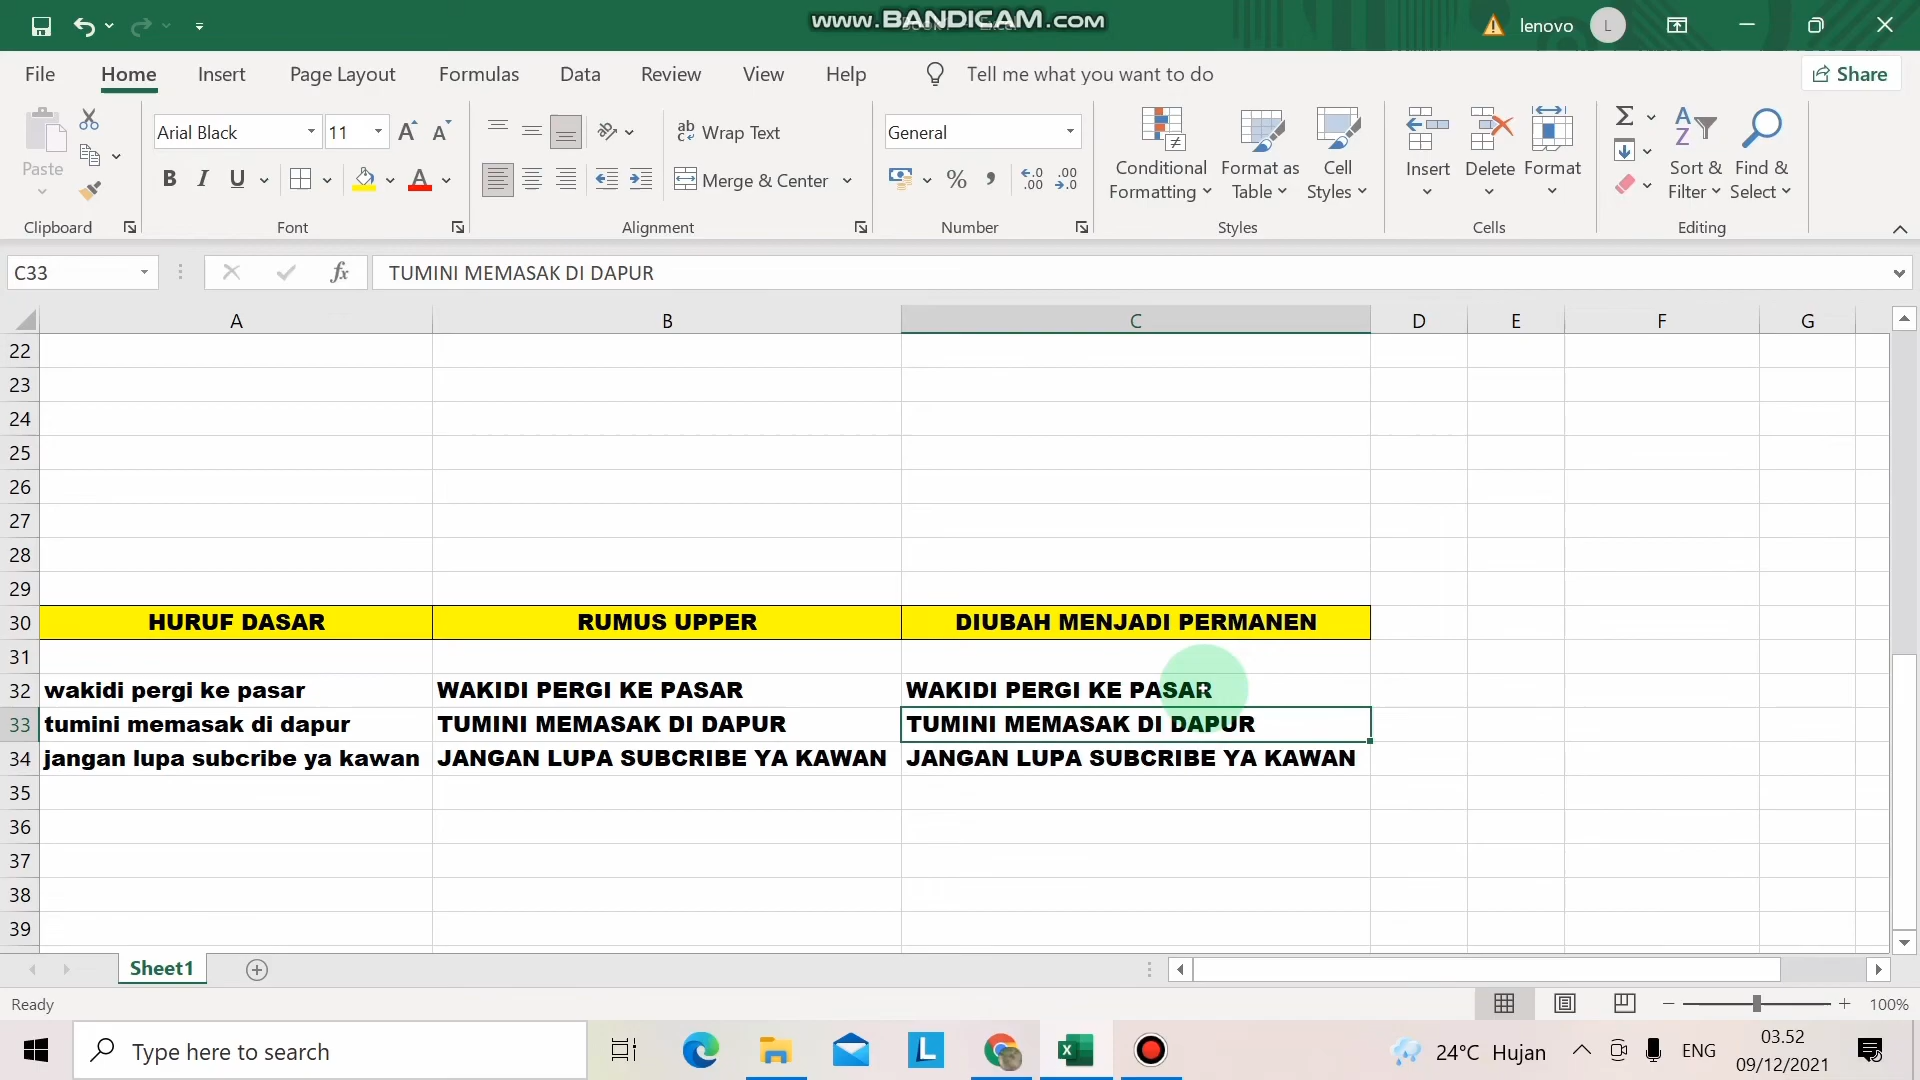 www.BANDICAM.com
lenovo L
File Home Insert Page Layout Formulas Data Review View Help Tell me what you want to do Share
Paste
Clipboard
Arial Black 11
B I U
Font
Wrap Text
Merge & Center
Alignment
General
% , .00 .00
Number
Conditional Formatting
Format as Table
Cell Styles
Styles
Insert Delete Format
Cells
Sort & Filter
Find & Select
Editing
C33 fx TUMINI MEMASAK DI DAPUR
A B C D E F G
22
23
24
25
26
27
28
29
30 HURUF DASAR RUMUS UPPER DIUBAH MENJADI PERMANEN
31
32 wakidi pergi ke pasar WAKIDI PERGI KE PASAR WAKIDI PERGI KE PASAR
33 tumini memasak di dapur TUMINI MEMASAK DI DAPUR TUMINI MEMASAK DI DAPUR
34 jangan lupa subcribe ya kawan JANGAN LUPA SUBCRIBE YA KAWAN JANGAN LUPA SUBCRIBE YA KAWAN
35
36
37
38
39
Sheet1
Ready 100%
Type here to search 24°C Hujan ENG 03.52
09/12/2021